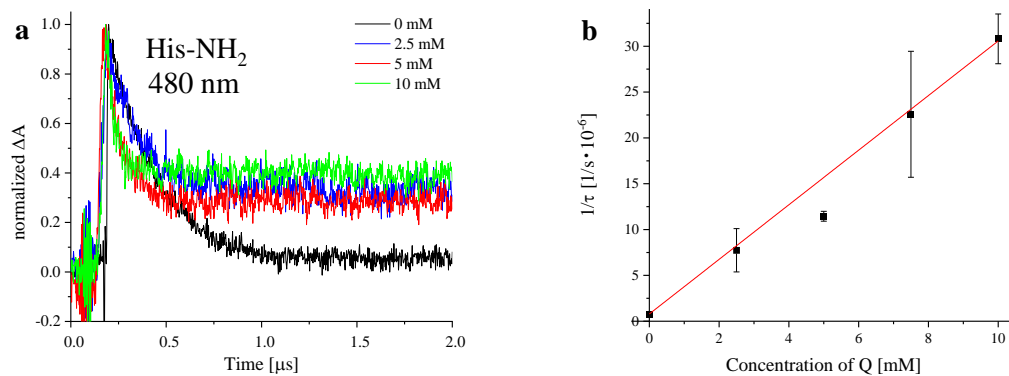 a
His-NH₂
480 nm
0 mM
2.5 mM
5 mM
10 mM
normalized ΔA
1.0
0.8
0.6
0.4
0.2
0.0
-0.2
0.0 0.5 1.0 1.5 2.0
Time [μs]
b
1/τ [1/s·10⁻⁶]
30
25
20
15
10
5
0
0 2 4 6 8 10
Concentration of Q [mM]